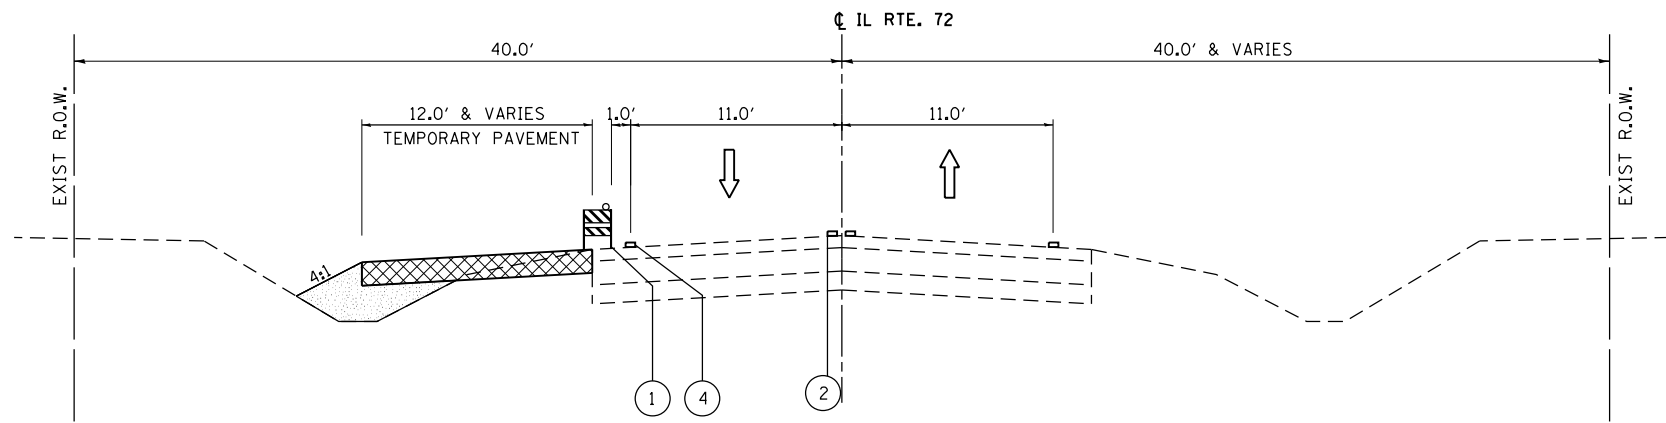 ℄ IL RTE. 72
40.0' 40.0' & VARIES
EXIST R.O.W.
12.0' & VARIES 1.0' 11.0' 11.0'
TEMPORARY PAVEMENT
EXIST R.O.W.
4:1
1 4 2